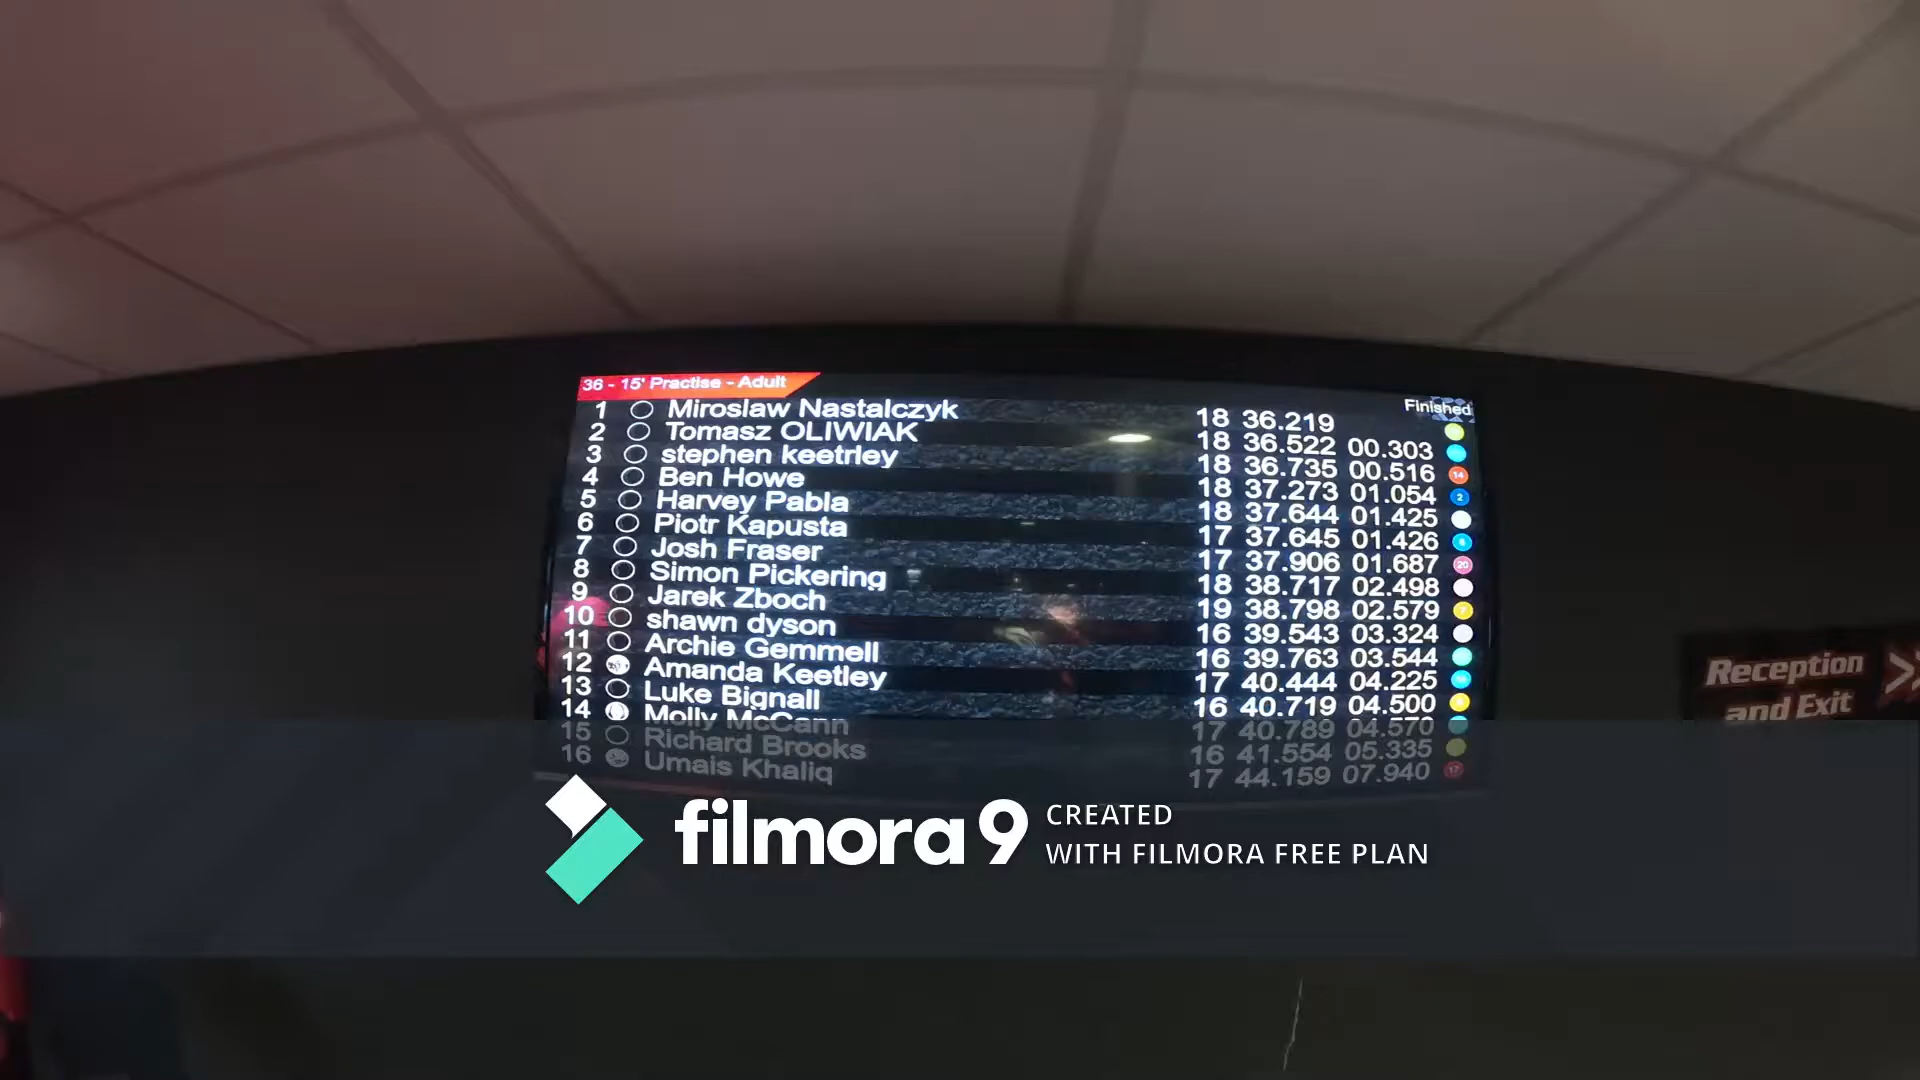 36 - 15' Practise - Adult
Finished
1 Miroslaw Nastalczyk 18 36.219
2 Tomasz OLIWIAK 18 36.522 00.303
3 stephen keetrley 18 36.735 00.516 14
4 Ben Howe 18 37.273 01.054 2
5 Harvey Pabla 18 37.644 01.425
6 Piotr Kapusta 17 37.645 01.426
7 Josh Fraser 17 37.906 01.687 20
8 Simon Pickering 18 38.717 02.498
9 Jarek Zboch 19 38.798 02.579 7
10 shawn dyson 16 39.543 03.324
11 Archie Gemmell 16 39.763 03.544
12 Amanda Keetley 17 40.444 04.225
13 Luke Bignall 16 40.719 04.500
14 Molly McCann 17 40.789 04.570
15 Richard Brooks 16 41.554 05.335
16 Umais Khaliq 17 44.159 07.940 17
Reception
and Exit
filmora 9
CREATED
WITH FILMORA FREE PLAN